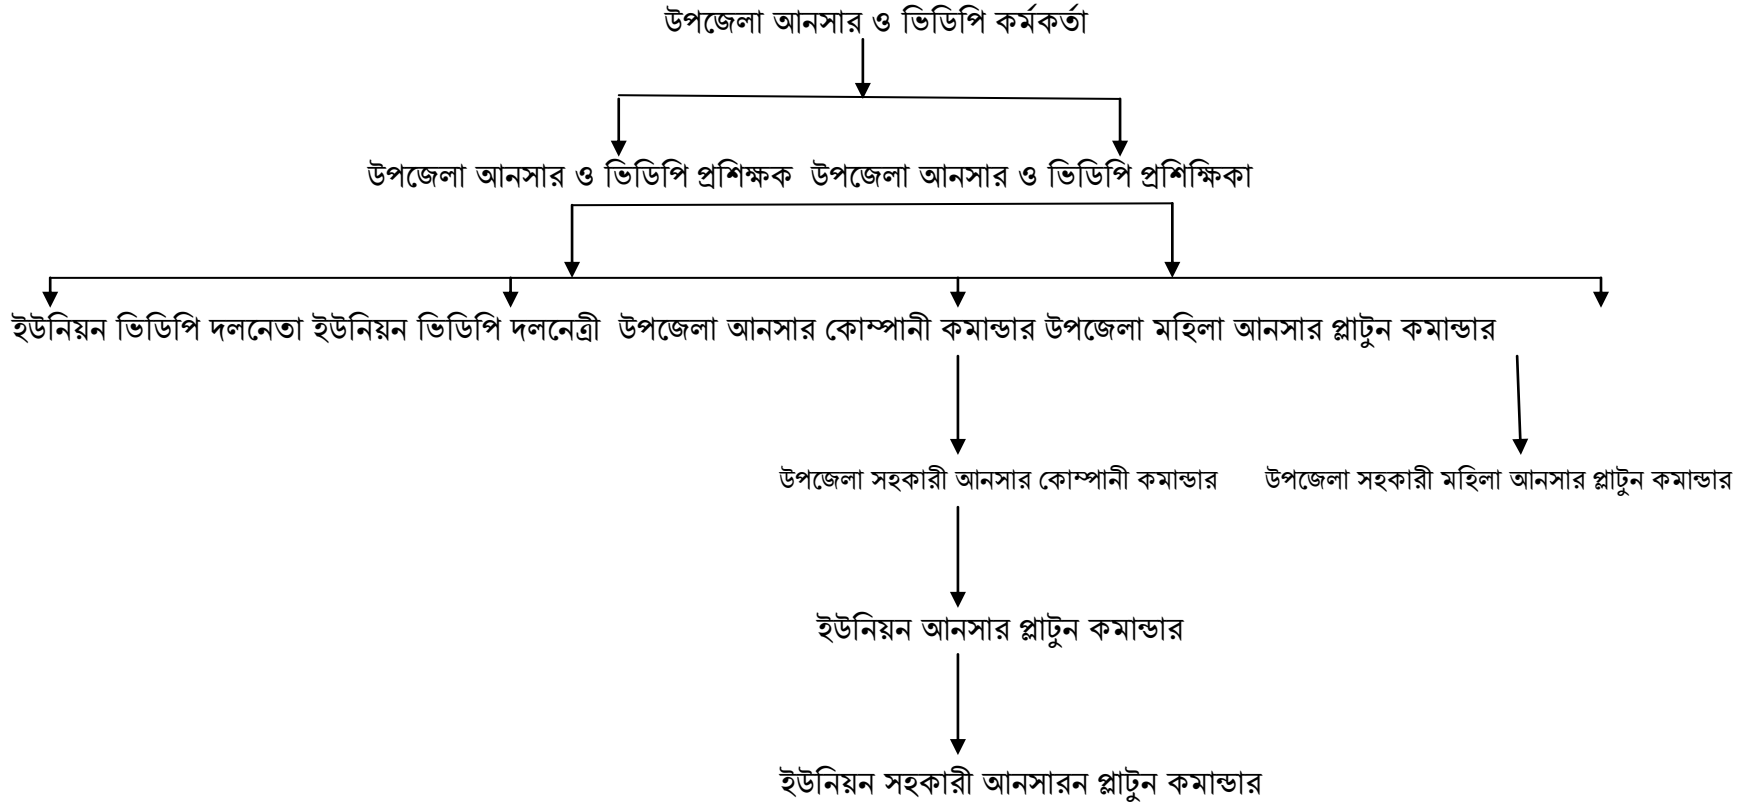 উপজেলা আনসার ও ভিডিপি কর্মকর্তা
উপজেলা আনসার ও ভিডিপি প্রশিক্ষক উপজেলা আনসার ও ভিডিপি প্রশিক্ষিকা
ইউনিয়ন ভিডিপি দলনেতা ইউনিয়ন ভিডিপি দলনেত্রী উপজেলা আনসার কোম্পানী কমান্ডার উপজেলা মহিলা আনসার প্লাটুন কমান্ডার
উপজেলা সহকারী আনসার কোম্পানী কমান্ডার উপজেলা সহকারী মহিলা আনসার প্লাটুন কমান্ডার
ইউনিয়ন আনসার প্লাটুন কমান্ডার
ইউনিয়ন সহকারী আনসারন প্লাটুন কমান্ডার